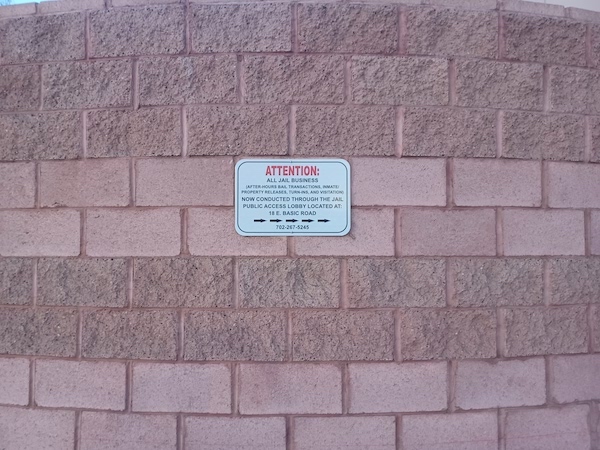 ATTENTION:
ALL JAIL BUSINESS
(AFTER-HOURS BAIL TRANSACTIONS, INMATE
PROPERTY RELEASES, TURN-INS, AND VISITATION)
NOW CONDUCTED THROUGH THE JAIL
PUBLIC ACCESS LOBBY LOCATED AT:
18 E. BASIC ROAD
702-267-5245